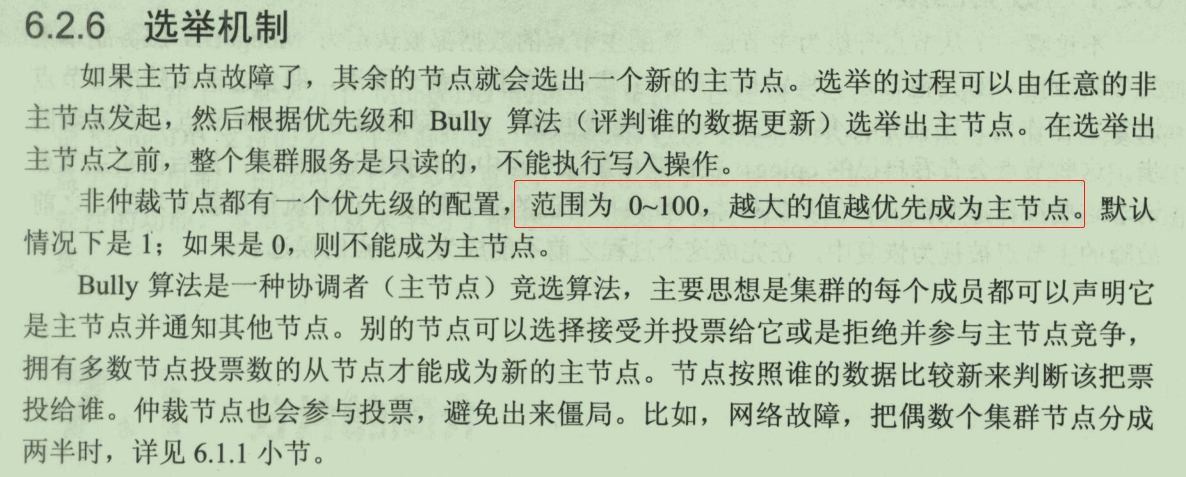 6.2.6 选举机制
如果主节点故障了，其余的节点就会选出一个新的主节点。选举的过程可以由任意的非
主节点发起，然后根据优先级和 Bully 算法（评判谁的数据更新）选举出主节点。在选举出
主节点之前，整个集群服务是只读的，不能执行写入操作。
非仲裁节点都有一个优先级的配置，范围为 0~100，越大的值越优先成为主节点。默认
情况下是 1；如果是 0，则不能成为主节点。
Bully 算法是一种协调者（主节点）竞选算法，主要思想是集群的每个成员都可以声明它
是主节点并通知其他节点。别的节点可以选择接受并投票给它或是拒绝并参与主节点竞争，
拥有多数节点投票数的从节点才能成为新的主节点。节点按照谁的数据比较新来判断该把票
投给谁。仲裁节点也会参与投票，避免出来僵局。比如，网络故障，把偶数个集群节点分成
两半时，详见 6.1.1 小节。